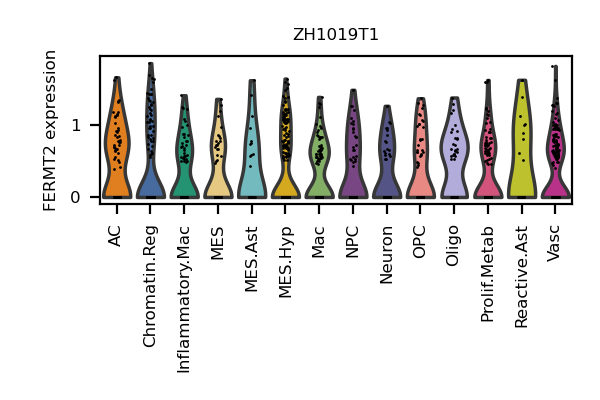 ZH1019T1
FERMT2 expression
1
0
AC
Chromatin.Reg
Inflammatory.Mac
MES
MES.Ast
MES.Hyp
Mac
NPC
Neuron
OPC
Oligo
Prolif.Metab
Reactive.Ast
Vasc